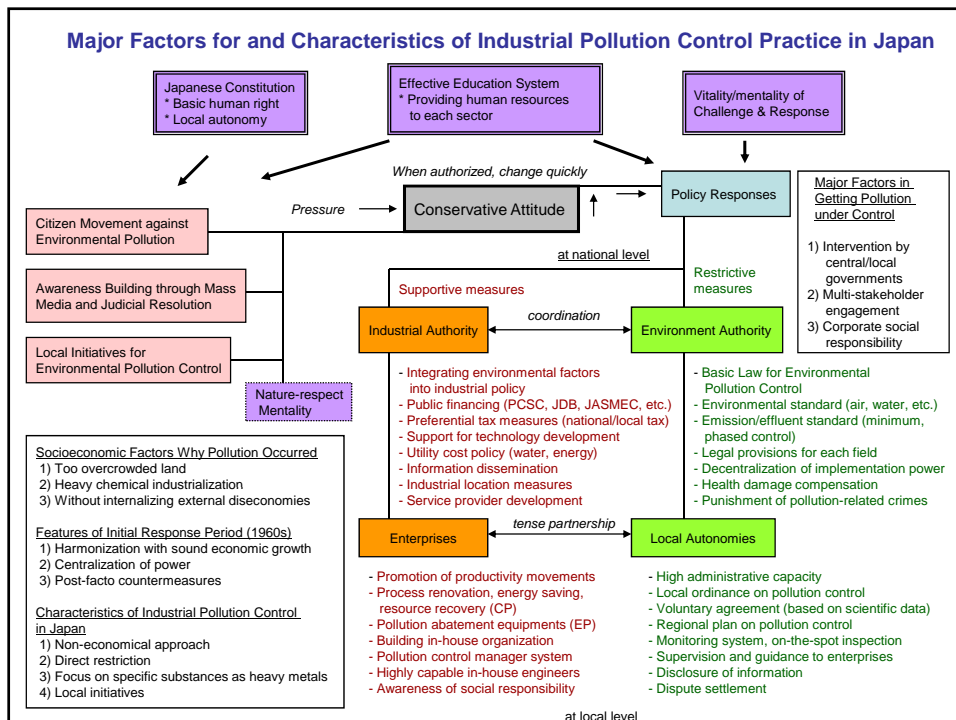 Major Factors for and Characteristics of Industrial Pollution Control Practice in Japan
Japanese Constitution
* Basic human right
* Local autonomy
Effective Education System
* Providing human resources
to each sector
Vitality/mentality of
Challenge & Response
When authorized, change quickly
Pressure
Conservative Attitude
Policy Responses
Major Factors in
Getting Pollution
under Control
1) Intervention by
central/local
governments
2) Multi-stakeholder
engagement
3) Corporate social
responsibility
Citizen Movement against
Environmental Pollution
Awareness Building through Mass
Media and Judicial Resolution
Local Initiatives for
Environmental Pollution Control
Nature-respect
Mentality
at national level
Supportive measures
Restrictive
measures
Industrial Authority
coordination
Environment Authority
- Integrating environmental factors
into industrial policy
- Public financing (PCSC, JDB, JASMEC, etc.)
- Preferential tax measures (national/local tax)
- Support for technology development
- Utility cost policy (water, energy)
- Information dissemination
- Industrial location measures
- Service provider development
- Basic Law for Environmental
Pollution Control
- Environmental standard (air, water, etc.)
- Emission/effluent standard (minimum,
phased control)
- Legal provisions for each field
- Decentralization of implementation power
- Health damage compensation
- Punishment of pollution-related crimes
Socioeconomic Factors Why Pollution Occurred
1) Too overcrowded land
2) Heavy chemical industrialization
3) Without internalizing external diseconomies
Features of Initial Response Period (1960s)
1) Harmonization with sound economic growth
2) Centralization of power
3) Post-facto countermeasures
Characteristics of Industrial Pollution Control
in Japan
1) Non-economical approach
2) Direct restriction
3) Focus on specific substances as heavy metals
4) Local initiatives
Enterprises
tense partnership
Local Autonomies
- Promotion of productivity movements
- Process renovation, energy saving,
resource recovery (CP)
- Pollution abatement equipments (EP)
- Building in-house organization
- Pollution control manager system
- Highly capable in-house engineers
- Awareness of social responsibility
- High administrative capacity
- Local ordinance on pollution control
- Voluntary agreement (based on scientific data)
- Regional plan on pollution control
- Monitoring system, on-the-spot inspection
- Supervision and guidance to enterprises
- Disclosure of information
- Dispute settlement
at local level